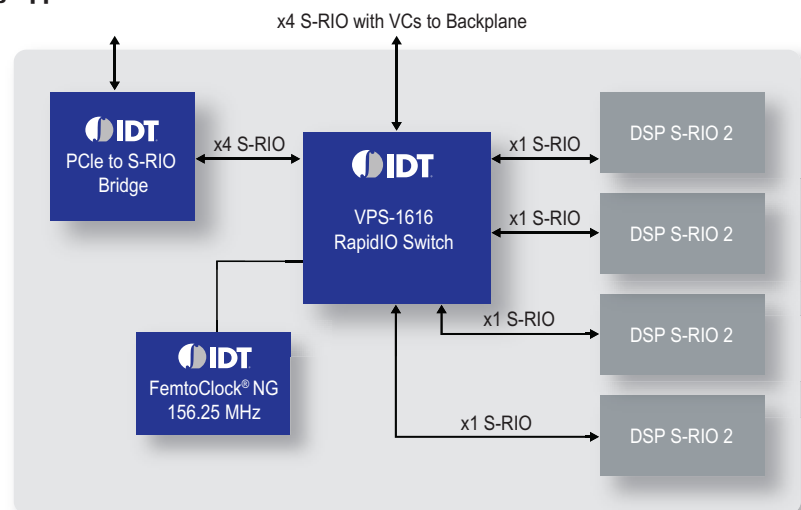 x4 S-RIO with VCs to Backplane
IDT
PCIe to S-RIO
Bridge
x4 S-RIO
IDT
VPS-1616
RapidIO Switch
x1 S-RIO
DSP S-RIO 2
x1 S-RIO
DSP S-RIO 2
x1 S-RIO
DSP S-RIO 2
IDT
FemtoClock® NG
156.25 MHz
x1 S-RIO
DSP S-RIO 2